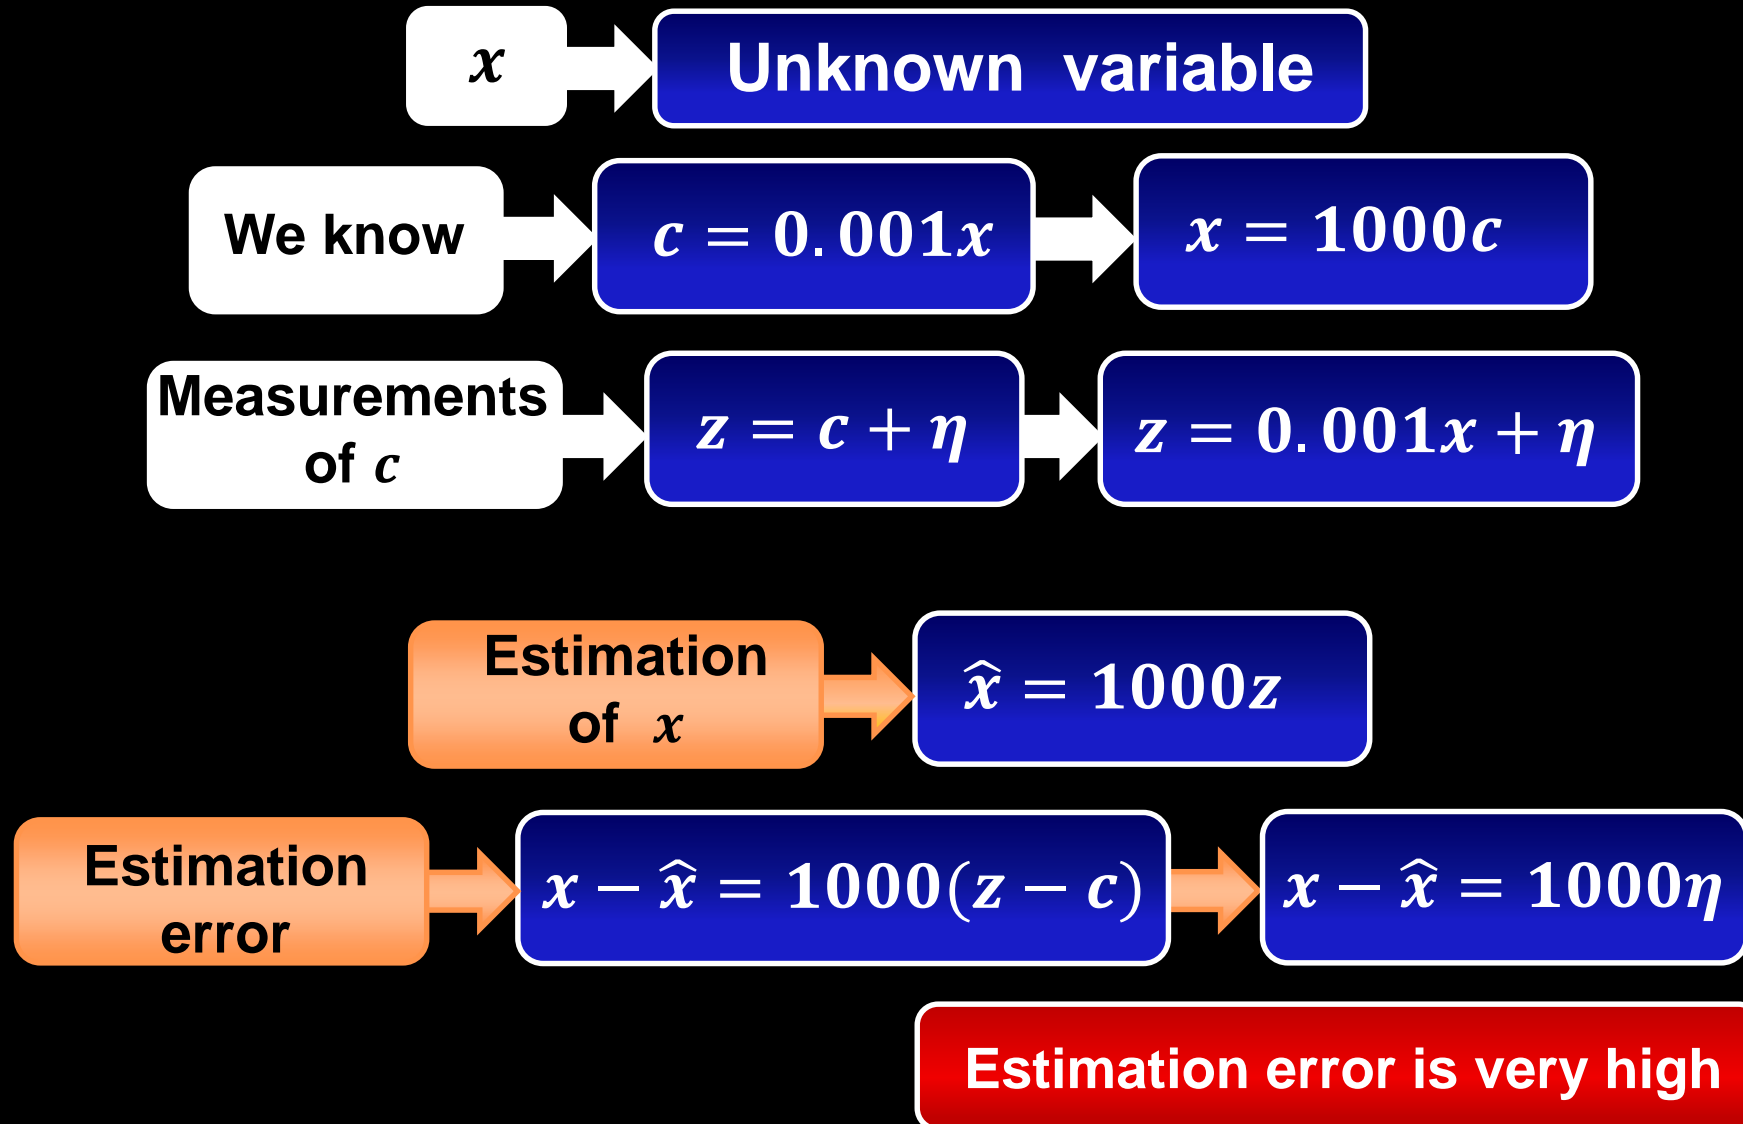 x
Unknown variable
We know
c = 0.001x
x = 1000c
Measurements
of c
z = c + η
z = 0.001x + η
Estimation
of x
x̂ = 1000z
Estimation
error
x − x̂ = 1000(z − c)
x − x̂ = 1000η
Estimation error is very high